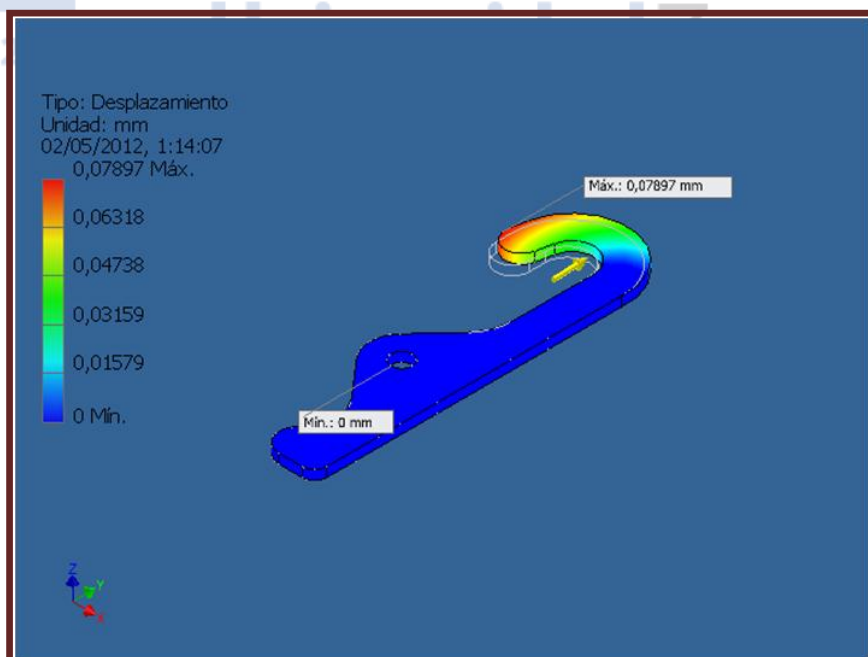 Tipo: Desplazamiento
Unidad: mm
02/05/2012, 1:14:07
0,07897 Máx.
0,06318
0,04738
0,03159
0,01579
0 Mín.
Máx.: 0,07897 mm
Mín.: 0 mm
Z
Y
X